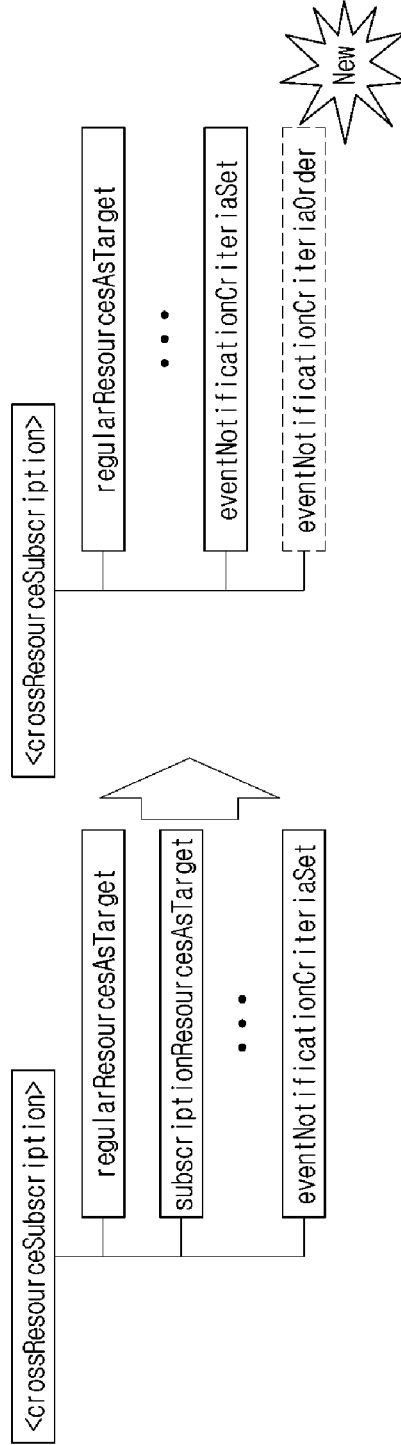 <crossResourceSubscription>
regularResourcesAsTarget
subscriptionResourcesAsTarget
•••
eventNotificationCriteriaSet
<crossResourceSubscription>
regularResourcesAsTarget
•••
eventNotificationCriteriaSet
eventNotificationCriteriaOrder
New